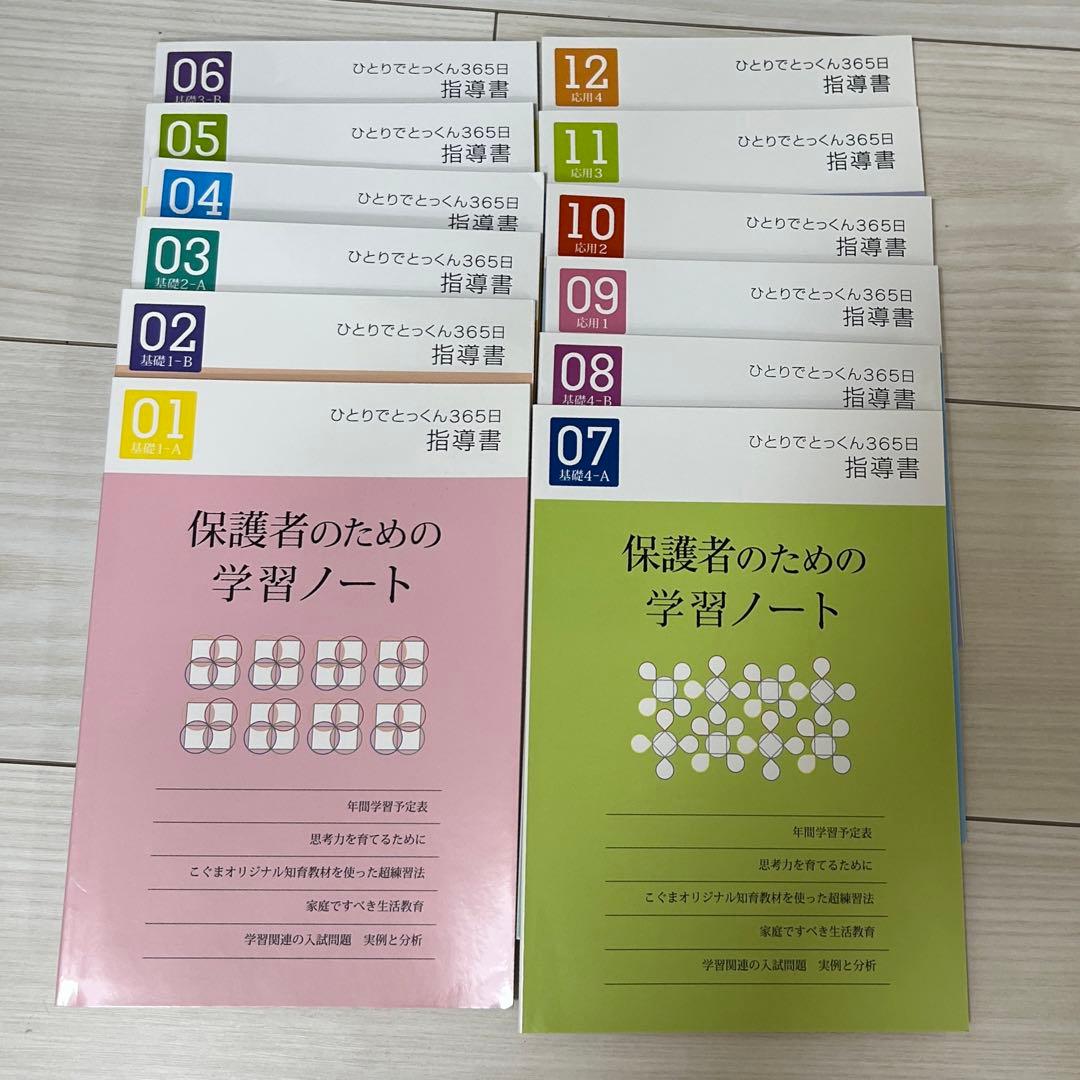 06
基礎3-B
ひとりでとっくん365日
指導書
05
ひとりでとっくん365日
指導書
04
ひとりでとっくん365日
指導書
03
基礎2-A
ひとりでとっくん365日
指導書
02
基礎1-B
ひとりでとっくん365日
指導書
01
基礎1-A
ひとりでとっくん365日
指導書
保護者のための
学習ノート
年間学習予定表
思考力を育てるために
こぐまオリジナル知育教材を使った超練習法
家庭ですべき生活教育
学習関連の入試問題 実例と分析
12
応用4
ひとりでとっくん365日
指導書
11
応用3
ひとりでとっくん365日
指導書
10
応用2
ひとりでとっくん365日
指導書
09
応用1
ひとりでとっくん365日
指導書
08
基礎4-B
ひとりでとっくん365日
指導書
07
基礎4-A
ひとりでとっくん365日
指導書
保護者のための
学習ノート
年間学習予定表
思考力を育てるために
こぐまオリジナル知育教材を使った超練習法
家庭ですべき生活教育
学習関連の入試問題 実例と分析